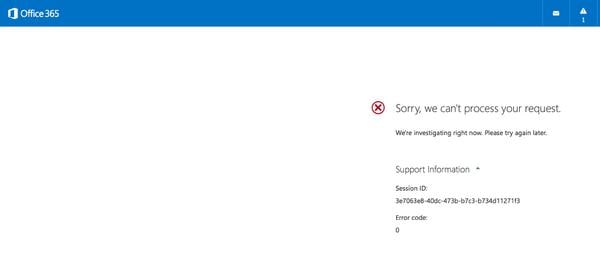 Office 365
1
Sorry, we can't process your request.
We're investigating right now. Please try again later.
Support Information
Session ID:
3e7063e8-40dc-473b-b7c3-b734d11271f3
Error code:
0